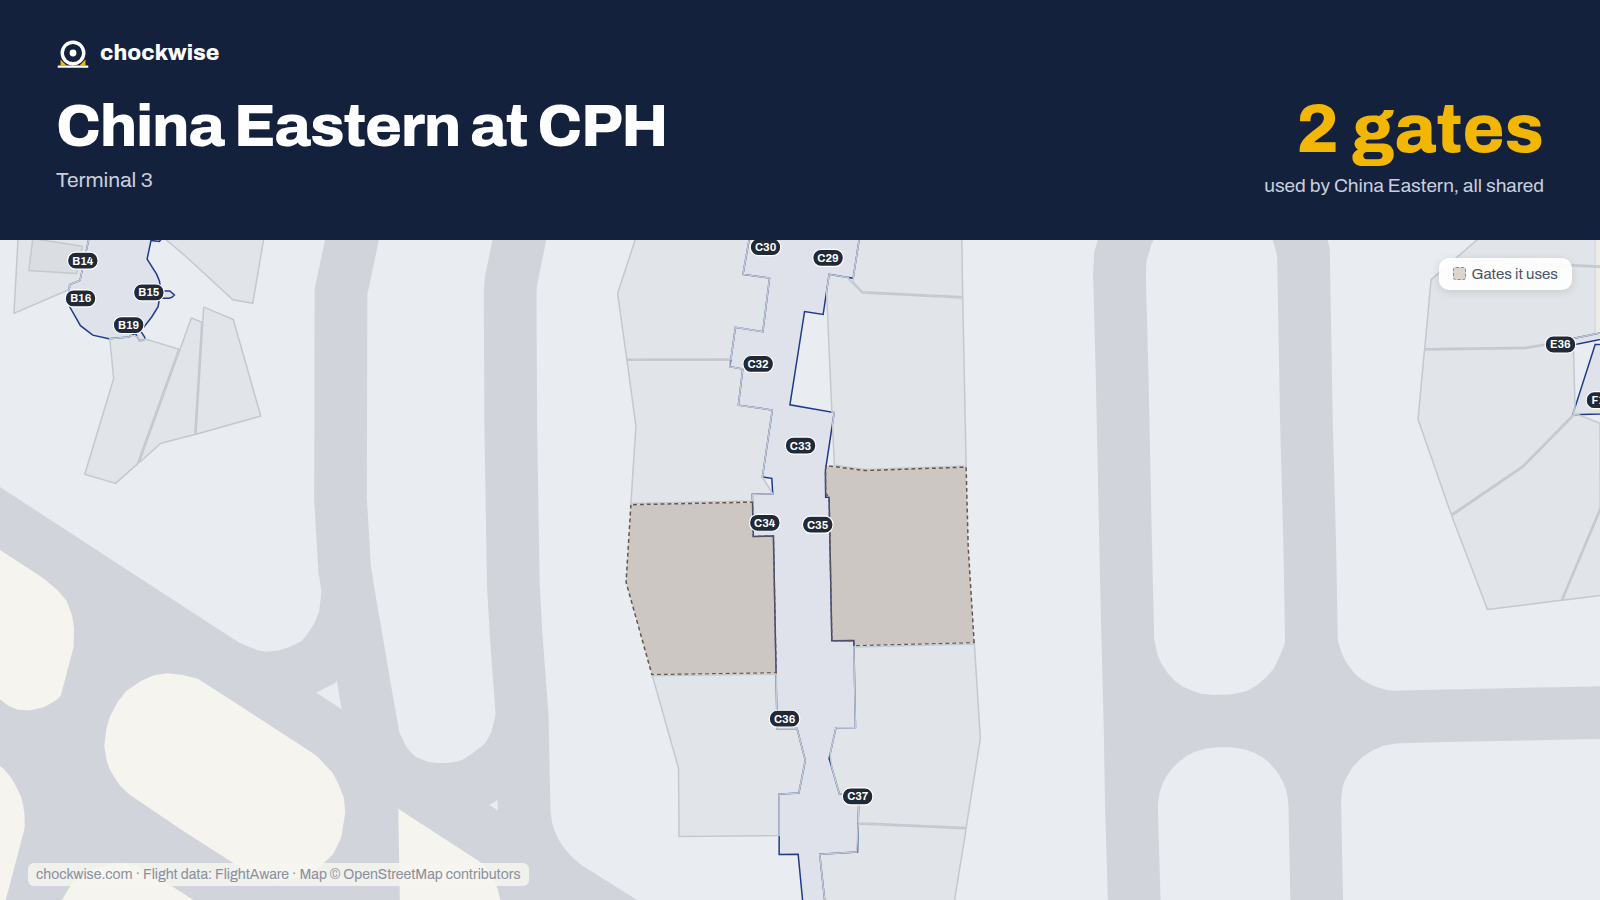 chockwise
China Eastern at CPH
Terminal 3
2 gates
used by China Eastern, all shared
C30
C29
B14
B16
B15
B19
Gates it uses
E36
C32
C33
C34
C35
C36
C37
chockwise.com · Flight data: FlightAware · Map © OpenStreetMap contributors